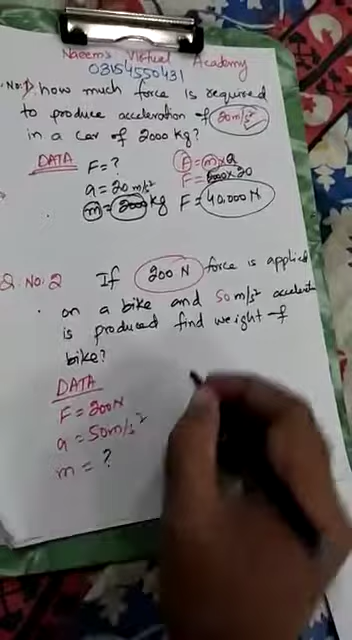 Naeem's Virtual Academy
03154550431
Q.No:1) how much force is required
to produce acceleration of 20m/s²
in a car of 2000 kg?
DATA
F = ?
a = 20 m/s²
m = 2000 kg
F = m×a
F = 2000×20
F = 40,000 N
Q. No: 2 If 200 N force is applied
on a bike and 50 m/s²
is produced find weight of
bike?
DATA
F = 200N
a = 50m/s²
m = ?